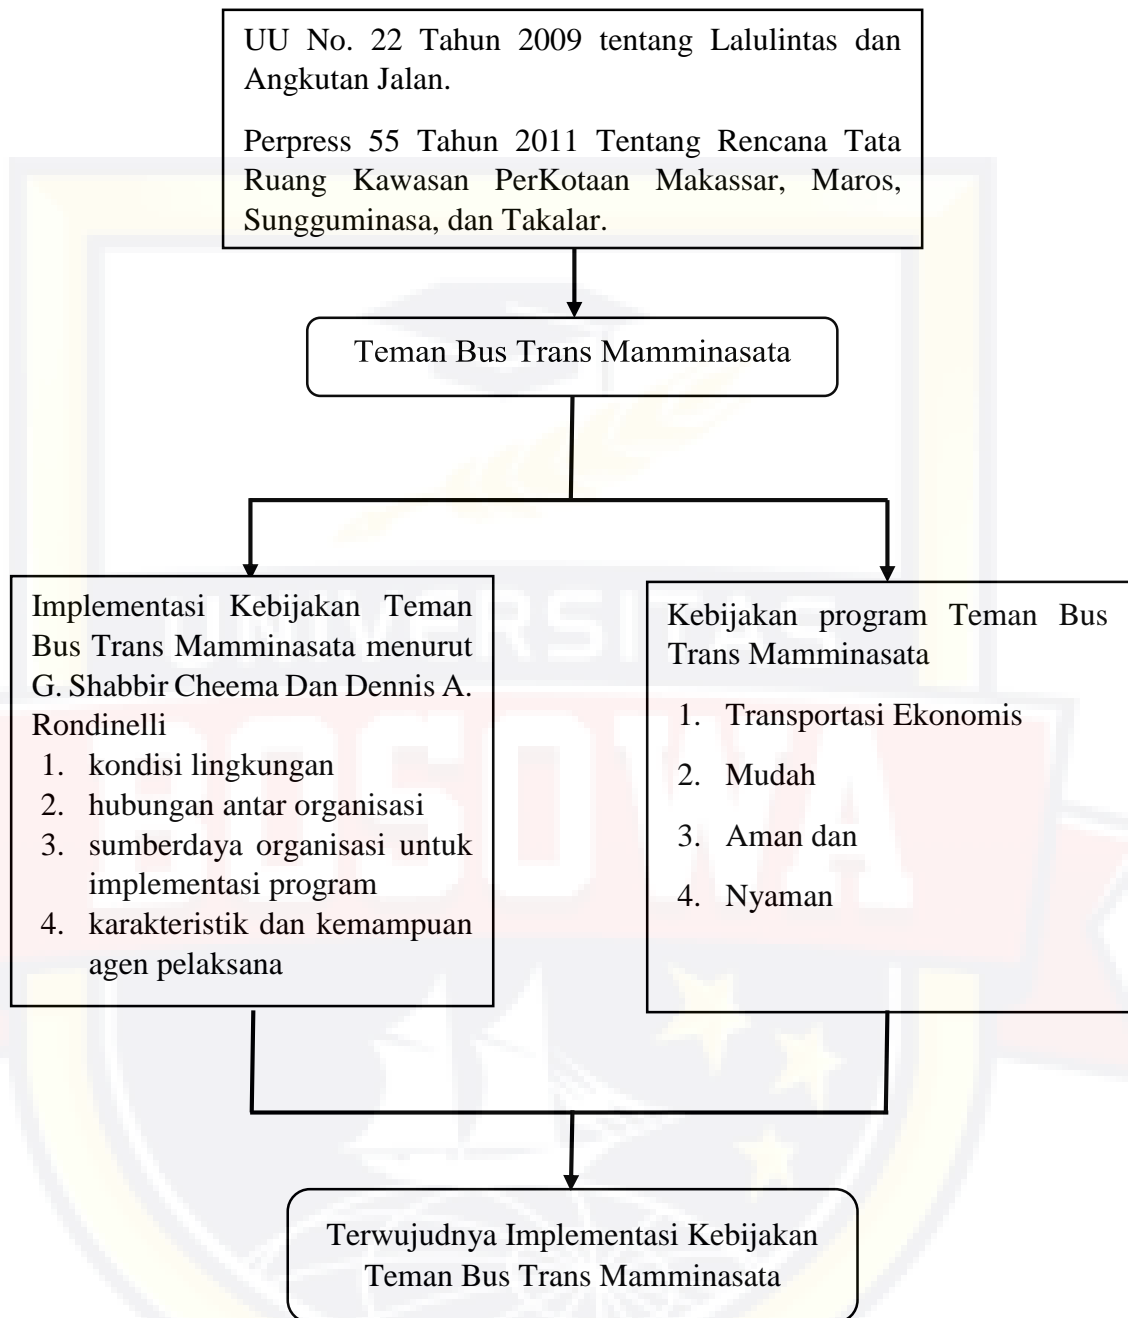 UU No. 22 Tahun 2009 tentang Lalulintas dan
Angkutan Jalan.
Perpress 55 Tahun 2011 Tentang Rencana Tata
Ruang Kawasan PerKotaan Makassar, Maros,
Sungguminasa, dan Takalar.
Teman Bus Trans Mamminasata
Implementasi Kebijakan Teman
Bus Trans Mamminasata menurut
G. Shabbir Cheema Dan Dennis A.
Rondinelli
1. kondisi lingkungan
2. hubungan antar organisasi
3. sumberdaya organisasi untuk
implementasi program
4. karakteristik dan kemampuan
agen pelaksana
Kebijakan program Teman Bus
Trans Mamminasata
1. Transportasi Ekonomis
2. Mudah
3. Aman dan
4. Nyaman
Terwujudnya Implementasi Kebijakan
Teman Bus Trans Mamminasata
UNIVERSITAS
BOSOWA